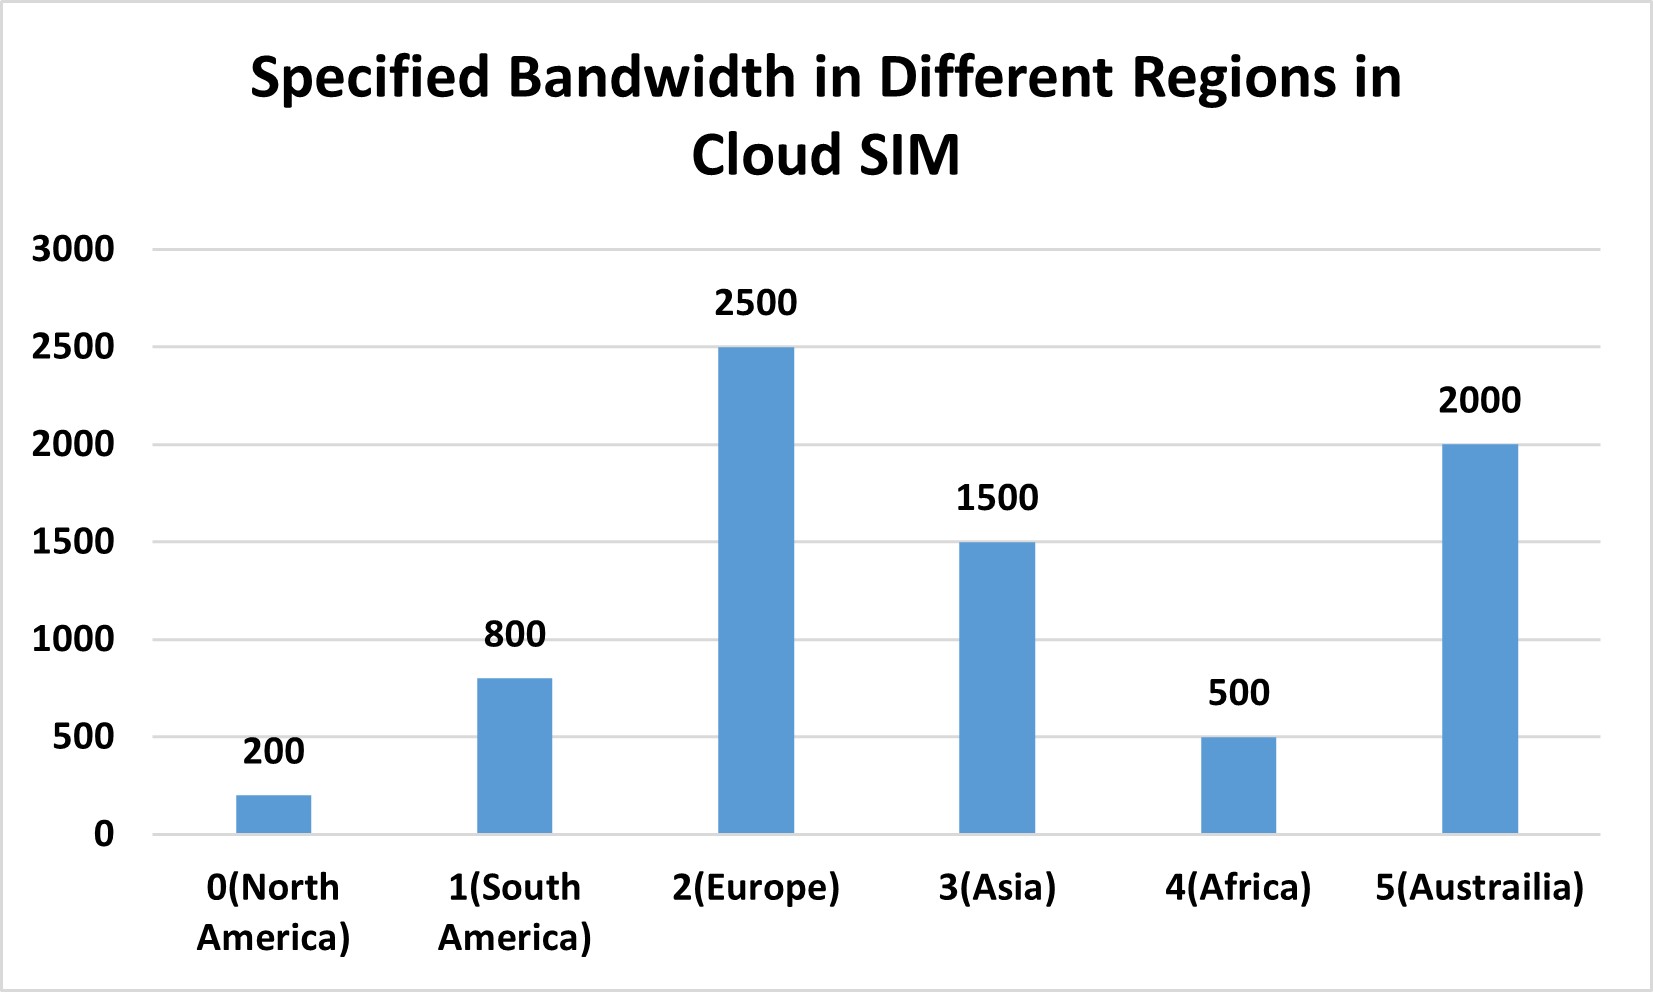 Specified Bandwidth in Different Regions in
Cloud SIM
3000
2500
2000
1500
1000
500
0
200
800
2500
1500
500
2000
0(North
America)
1(South
America)
2(Europe)
3(Asia)
4(Africa)
5(Austrailia)